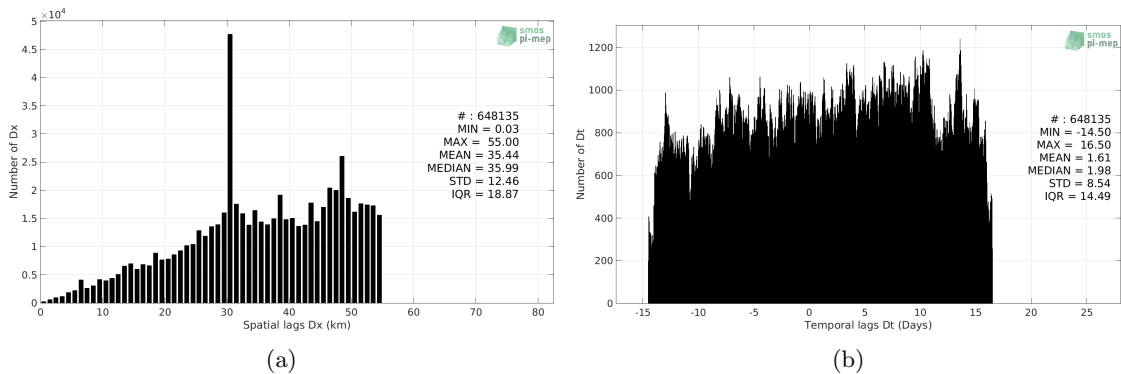 ×10⁴
5
4.5
4
3.5
3
2.5
2
1.5
1
0.5
0
Number of Dx
smos
pi-mep
# : 648135
MIN = 0.03
MAX = 55.00
MEAN = 35.44
MEDIAN = 35.99
STD = 12.46
IQR = 18.87
0 10 20 30 40 50 60 70 80
Spatial lags Dx (km)
(a)
1200
1000
800
600
400
200
0
Number of Dt
smos
pi-mep
# : 648135
MIN = -14.50
MAX = 16.50
MEAN = 1.61
MEDIAN = 1.98
STD = 8.54
IQR = 14.49
-15 -10 -5 0 5 10 15 20 25
Temporal lags Dt (Days)
(b)